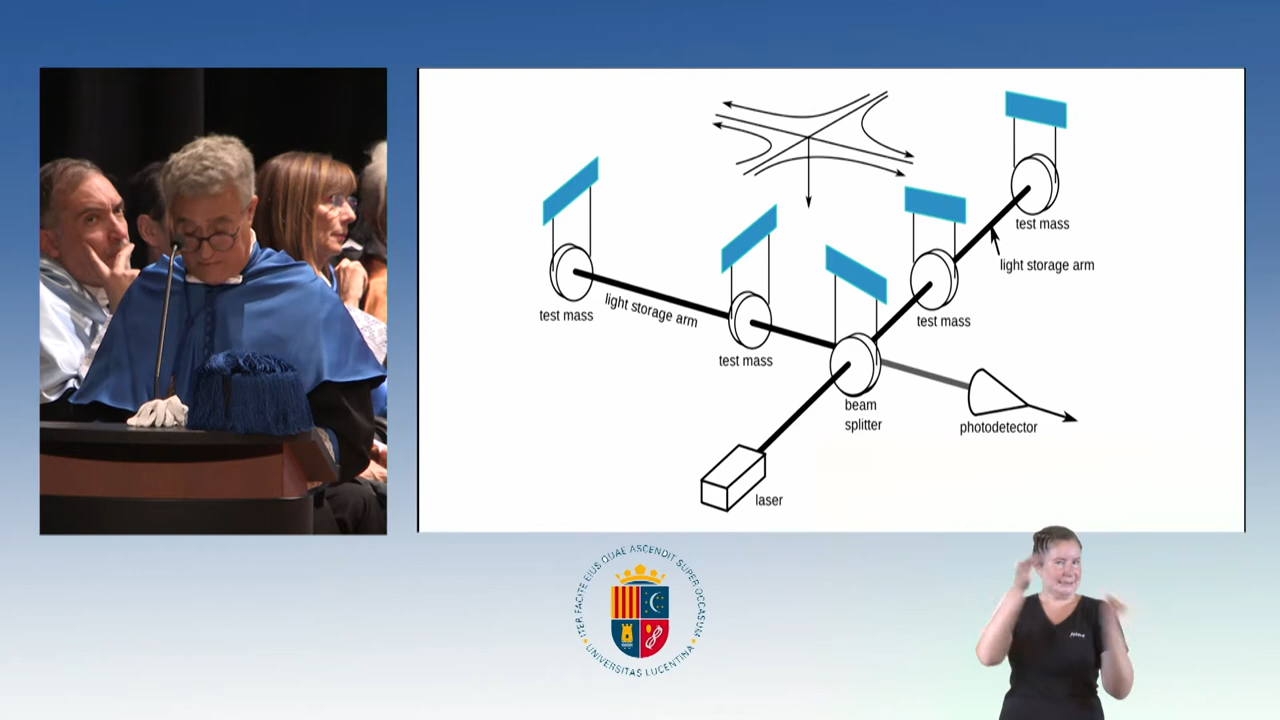 test mass
light storage arm
test mass
light storage arm
test mass
test mass
beam
splitter
photodetector
laser
ITER FACITE EIUS QUAE ASCENDIT SUPER OCCASUM
UNIVERSITAS LUCENTINA